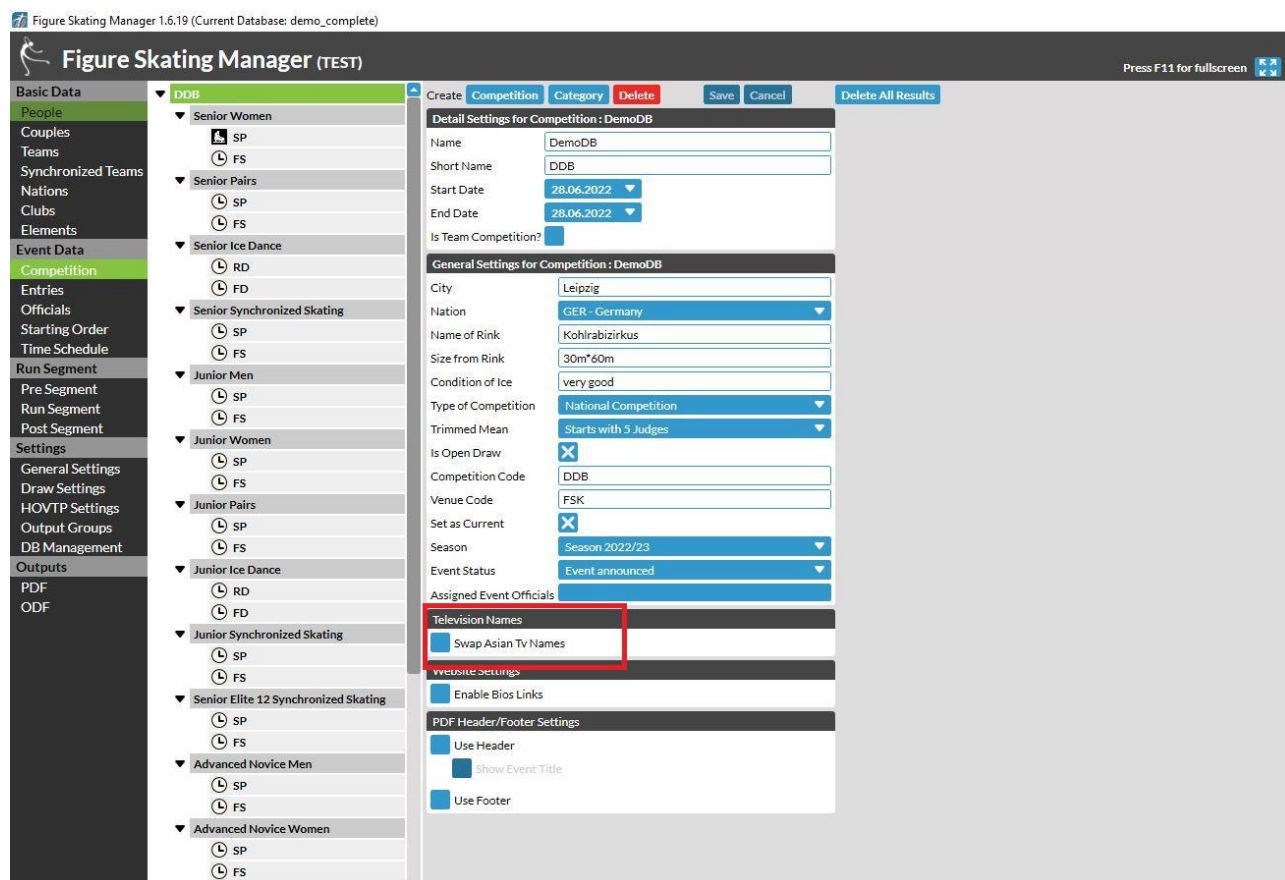 Figure Skating Manager 1.6.19 (Current Database: demo_complete)
Figure Skating Manager (TEST)
Press F11 for fullscreen
Basic Data
People
Couples
Teams
Synchronized Teams
Nations
Clubs
Elements
Event Data
Competition
Entries
Officials
Starting Order
Time Schedule
Run Segment
Pre Segment
Run Segment
Post Segment
Settings
General Settings
Draw Settings
HOVTP Settings
Output Groups
DB Management
Outputs
PDF
ODF
DDB
Senior Women
SP
FS
Senior Pairs
SP
FS
Senior Ice Dance
RD
FD
Senior Synchronized Skating
SP
FS
Junior Men
SP
FS
Junior Women
SP
FS
Junior Pairs
SP
FS
Junior Ice Dance
RD
FD
Junior Synchronized Skating
SP
FS
Senior Elite 12 Synchronized Skating
SP
FS
Advanced Novice Men
SP
FS
Advanced Novice Women
SP
FS
Create Competition Category Delete Save Cancel Delete All Results
Detail Settings for Competition : DemoDB
Name DemoDB
Short Name DDB
Start Date 28.06.2022
End Date 28.06.2022
Is Team Competition?
General Settings for Competition : DemoDB
City Leipzig
Nation GER - Germany
Name of Rink Kohlrabizirkus
Size from Rink 30m*60m
Condition of Ice very good
Type of Competition National Competition
Trimmed Mean Starts with 5 Judges
Is Open Draw
Competition Code DDB
Venue Code FSK
Set as Current
Season Season 2022/23
Event Status Event announced
Assigned Event Officials
Television Names
Swap Asian Tv Names
Website Settings
Enable Bios Links
PDF Header/Footer Settings
Use Header
Show Event Title
Use Footer